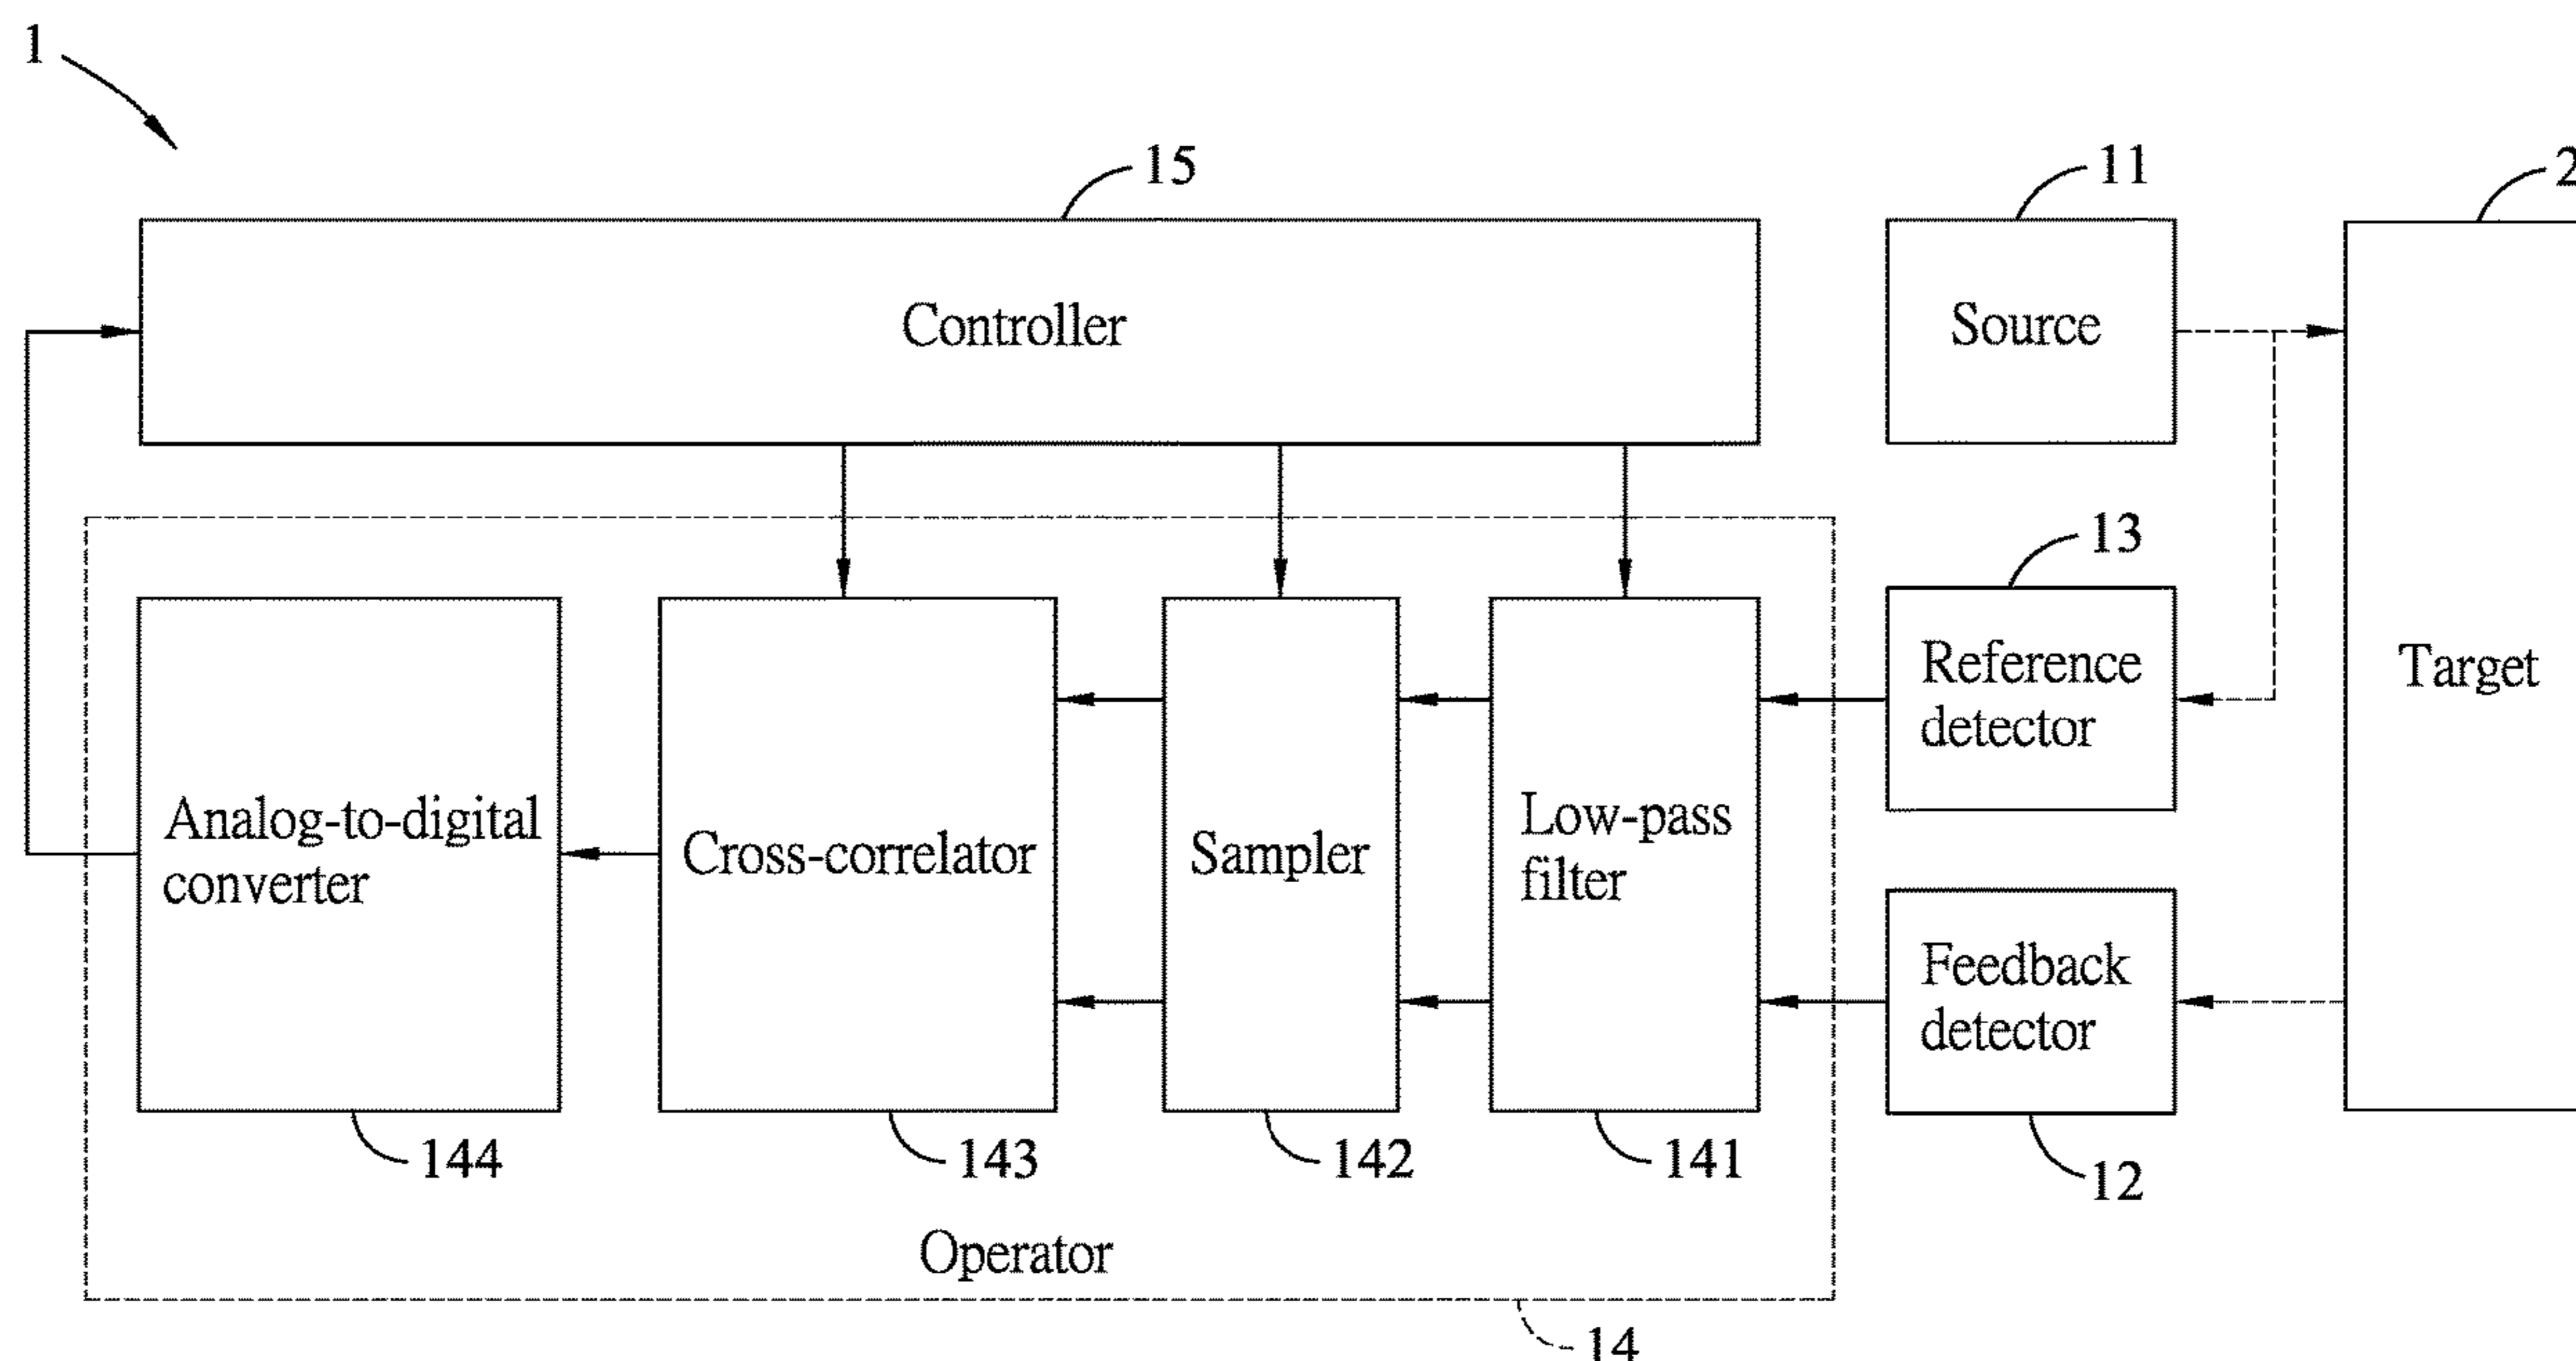 1
15
11
2
Controller
Source
13
Reference
detector
Target
Analog-to-digital
converter
Cross-correlator
Sampler
Low-pass
filter
Feedback
detector
144
143
142
141
12
Operator
14